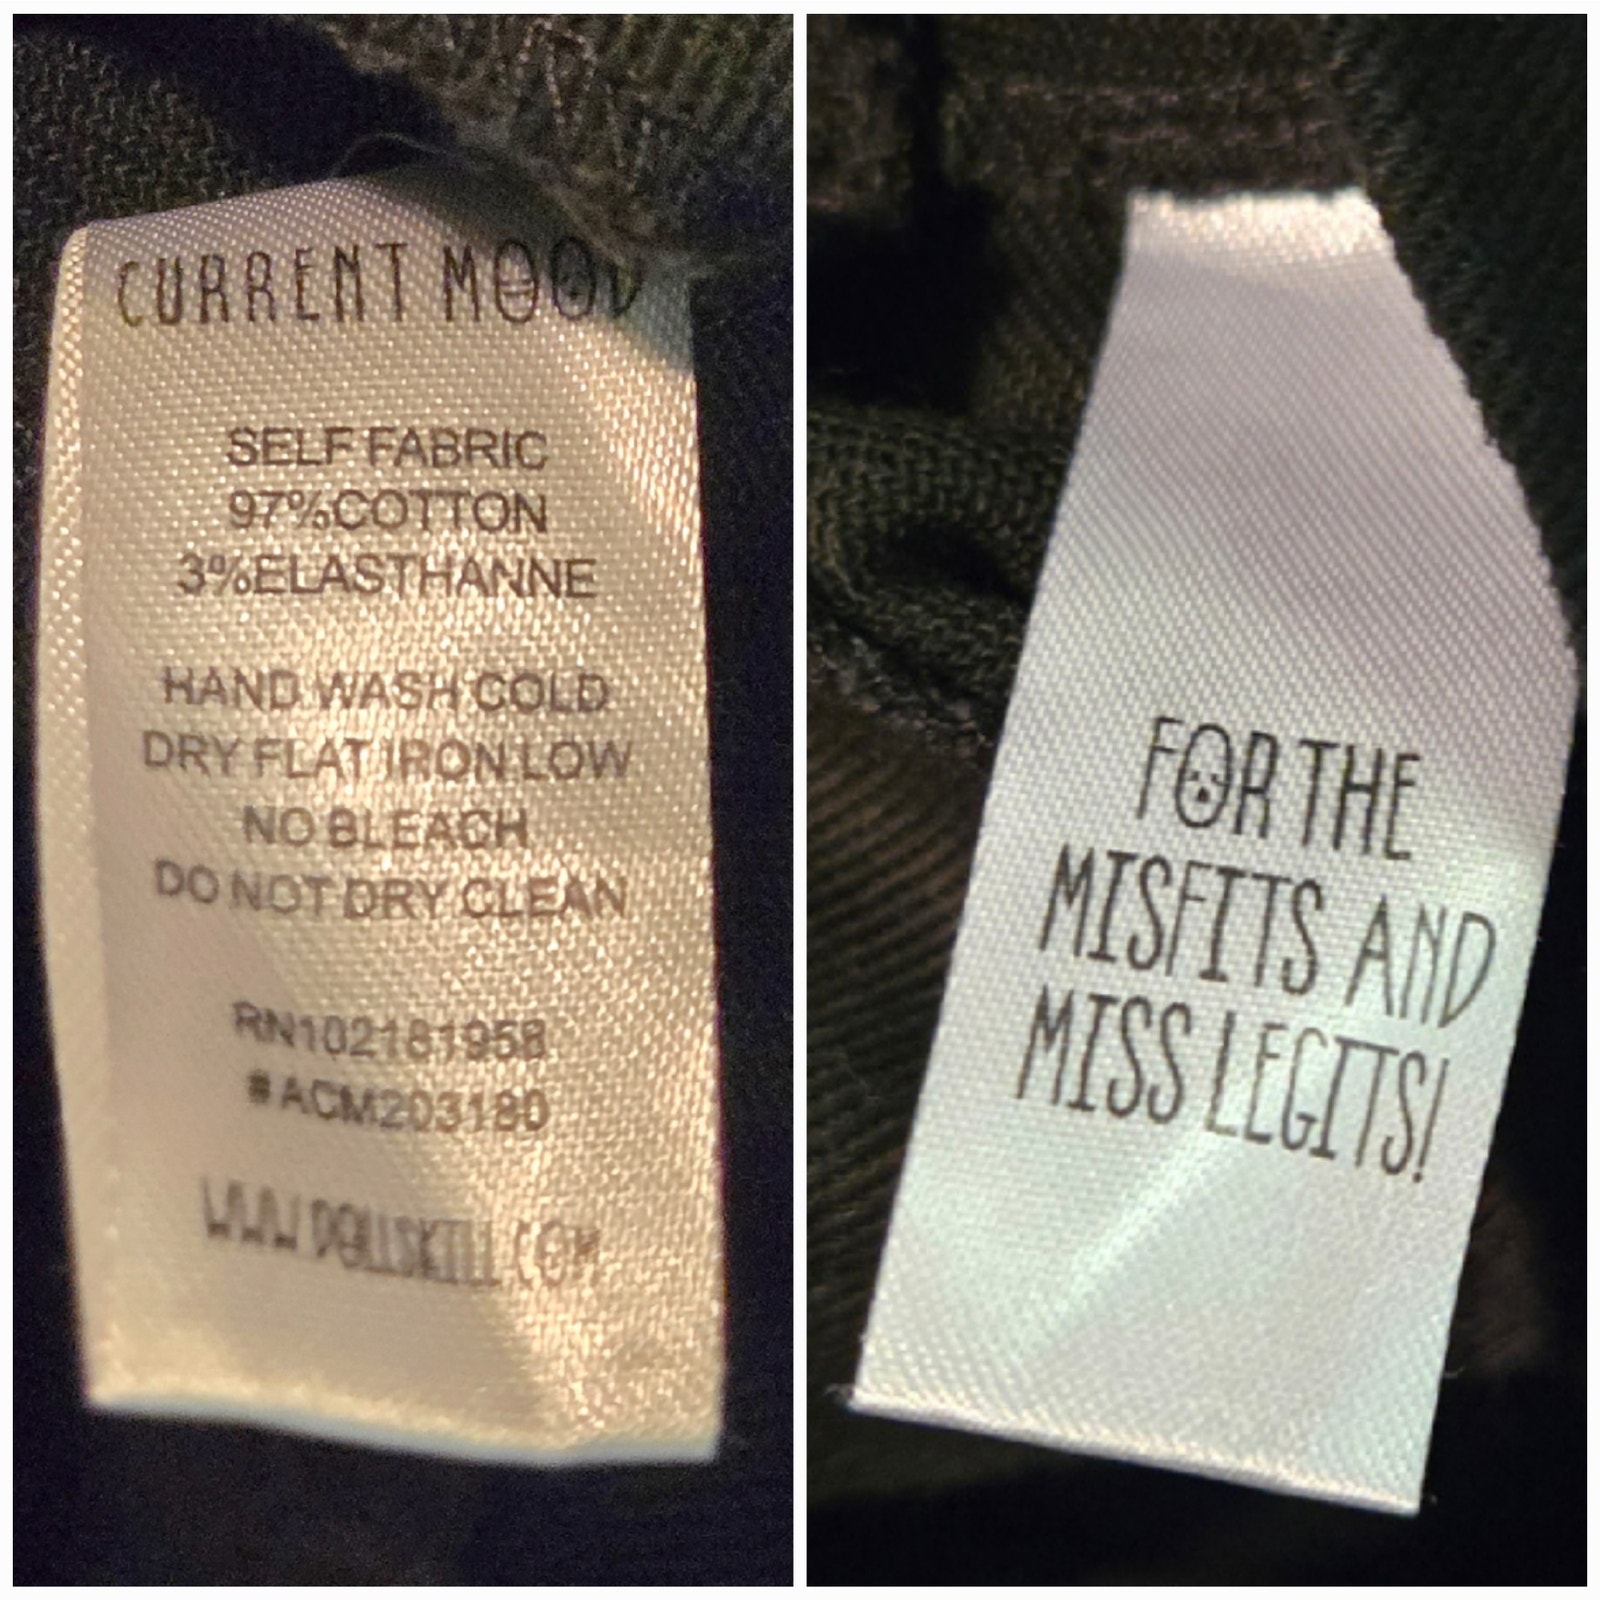 CURRENT MOOD
SELF FABRIC
97%COTTON
3%ELASTHANNE
HAND WASH COLD
DRY FLAT IRON LOW
NO BLEACH
DO NOT DRY CLEAN
RN102181958
#ACM203180
WWW.DOLLSKILL.COM
FOR THE
MISFITS AND
MISS LEGITS!